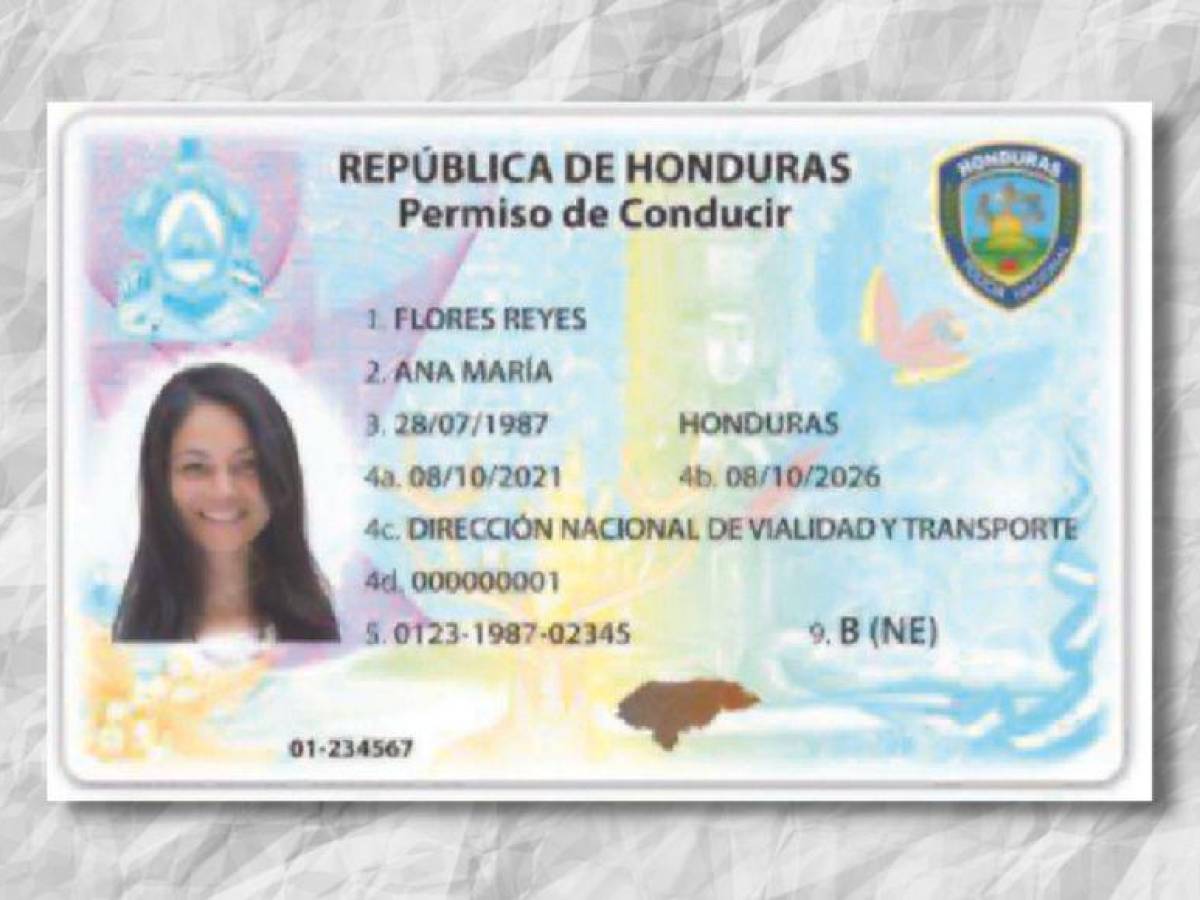 REPÚBLICA DE HONDURAS
Permiso de Conducir
HONDURAS
POLICIA NACIONAL
1. FLORES REYES
2. ANA MARÍA
3. 28/07/1987 HONDURAS
4a. 08/10/2021 4b. 08/10/2026
4c. DIRECCIÓN NACIONAL DE VIALIDAD Y TRANSPORTE
4d. 000000001
5. 0123-1987-02345 9. B (NE)
01-234567